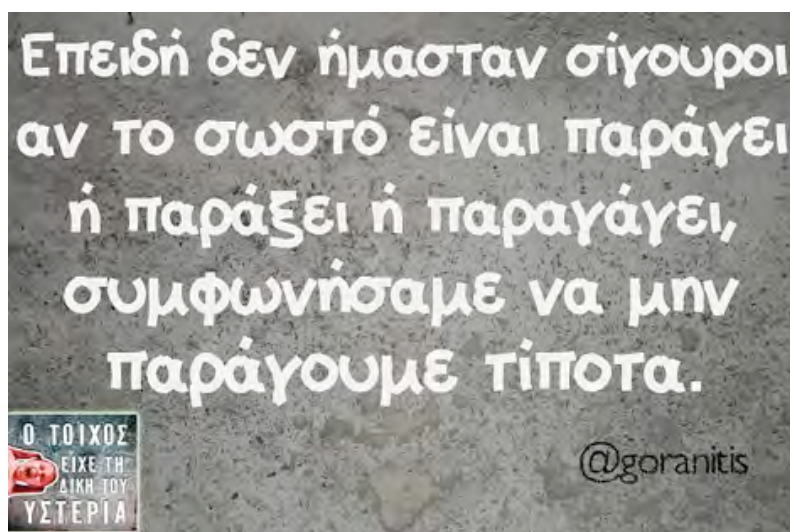 Επειδή δεν ήμασταν σίγουροι
αν το σωστό είναι παράγει
ή παράξει ή παραγάγει,
συμφωνήσαμε να μην
παράγουμε τίποτα.
@goranitis
Ο ΤΟΙΧΟΣ
ΕΙΧΕ ΤΗ
ΔΙΚΗ ΤΟΥ
ΥΣΤΕΡΙΑ